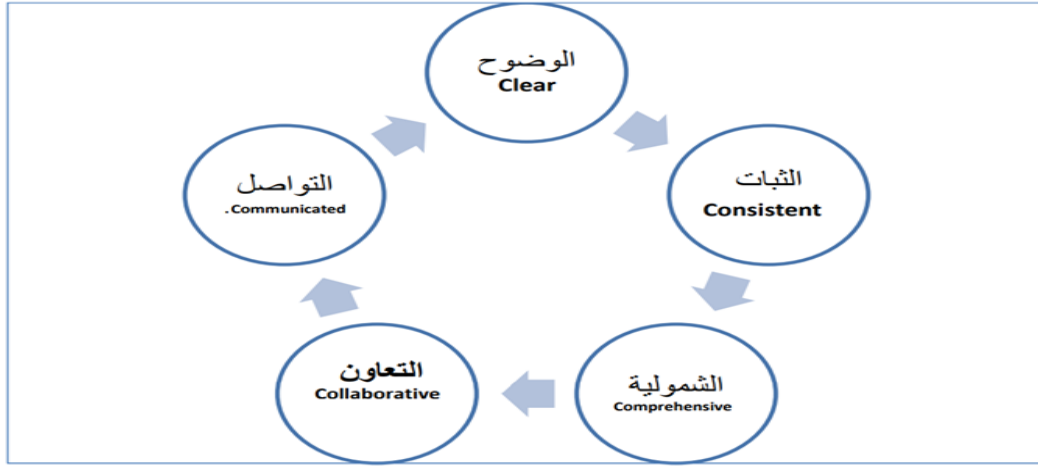 الوضوح
Clear
الثبات
Consistent
الشمولية
Comprehensive
التعاون
Collaborative
التواصل
.Communicated